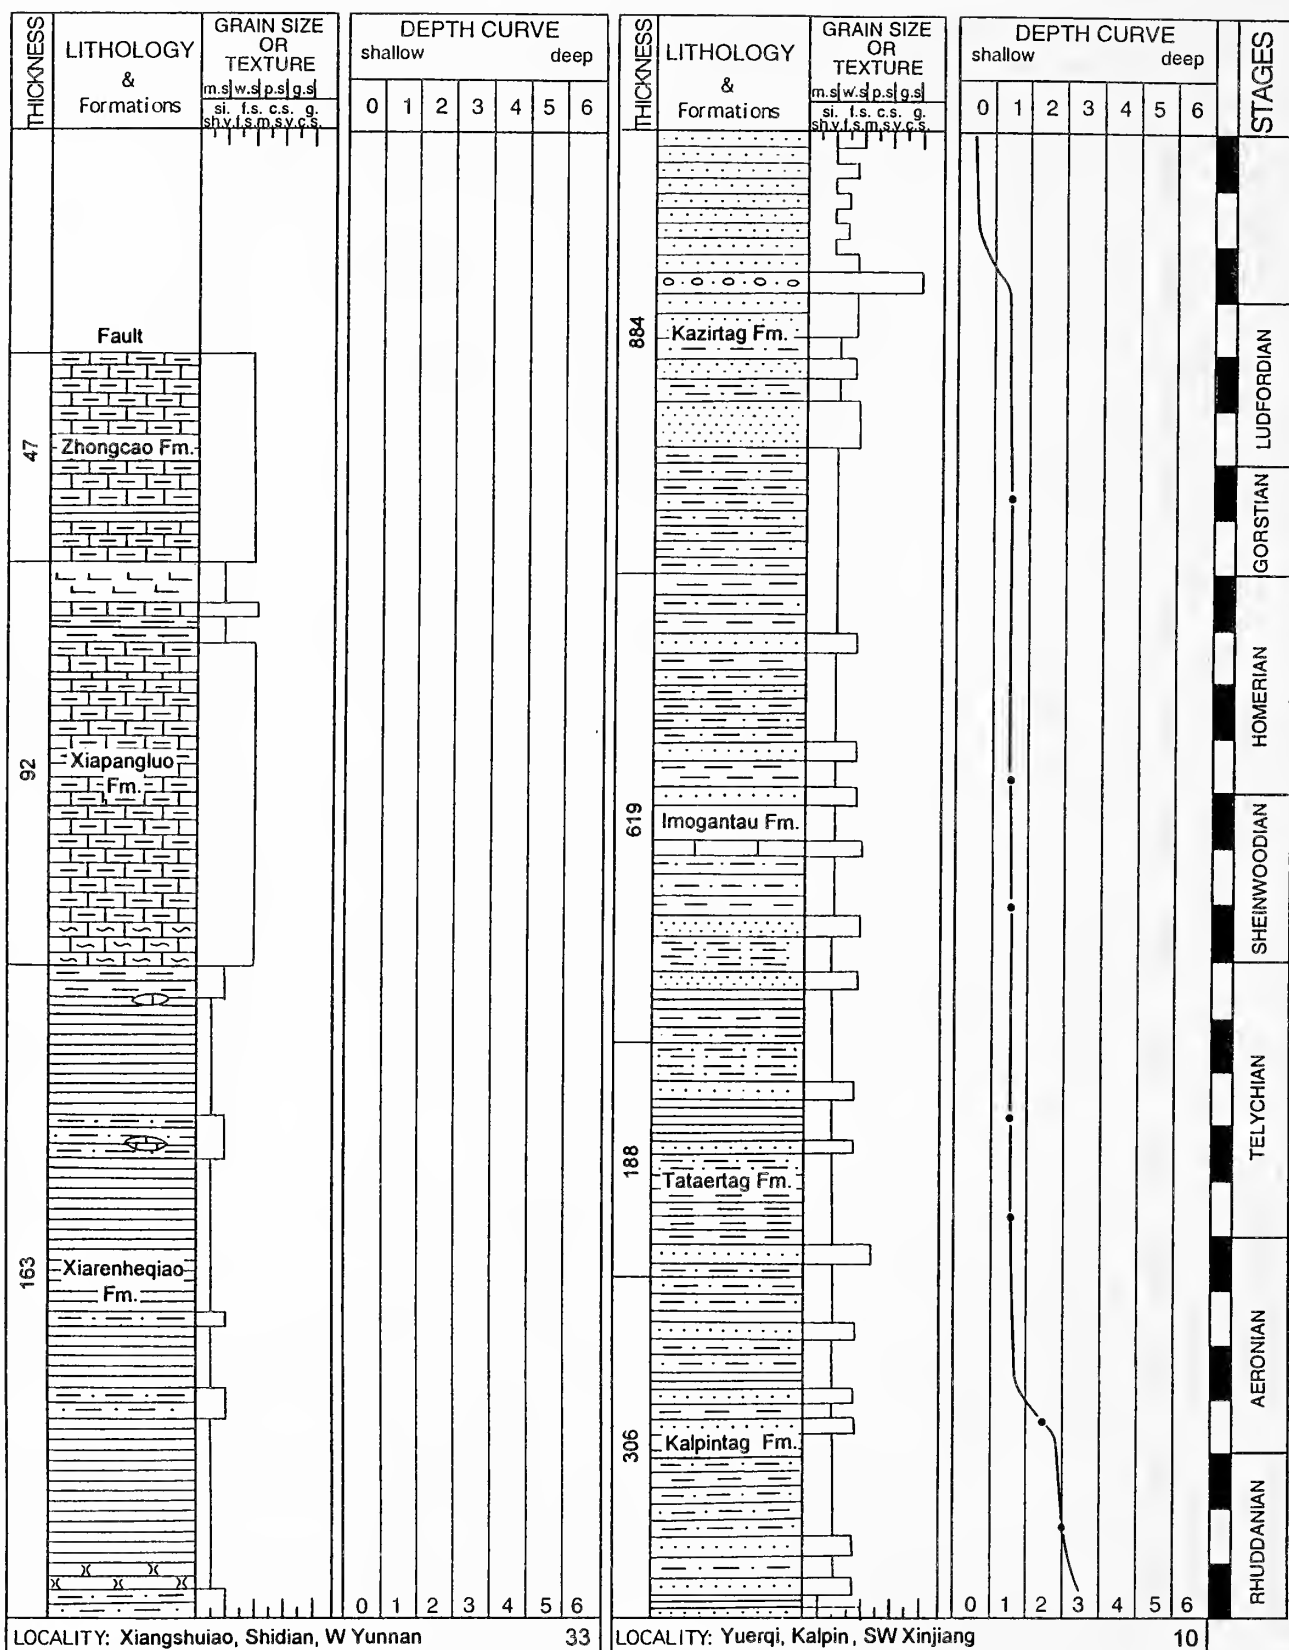 THICKNESS
LITHOLOGY
&
Formations
GRAIN SIZE
OR
TEXTURE
m.s w.s p.s g.s
si. f.s. c.s. g.
sh. v.f.s. m.s. v.c.s.
DEPTH CURVE
shallow deep
0 1 2 3 4 5 6
Fault
47
Zhongcao Fm.
92
Xiapangluo
Fm.
163
Xiarenheqiao
Fm.
0 1 2 3 4 5 6
LOCALITY: Xiangshuiao, Shidian, W Yunnan 33
THICKNESS
LITHOLOGY
&
Formations
GRAIN SIZE
OR
TEXTURE
m.s w.s p.s g.s
si. f.s. c.s. g.
sh. v.f.s. m.s. v.c.s.
DEPTH CURVE
shallow deep
0 1 2 3 4 5 6
STAGES
884
Kazirtag Fm.
619
Imogantau Fm.
188
Tataertag Fm.
306
Kalpintag Fm.
LUDFORDIAN
GORSTIAN
HOMERIAN
SHEINWOODIAN
TELYCHIAN
AERONIAN
RHUDDANIAN
0 1 2 3 4 5 6
LOCALITY: Yuerqi, Kalpin, SW Xinjiang 10